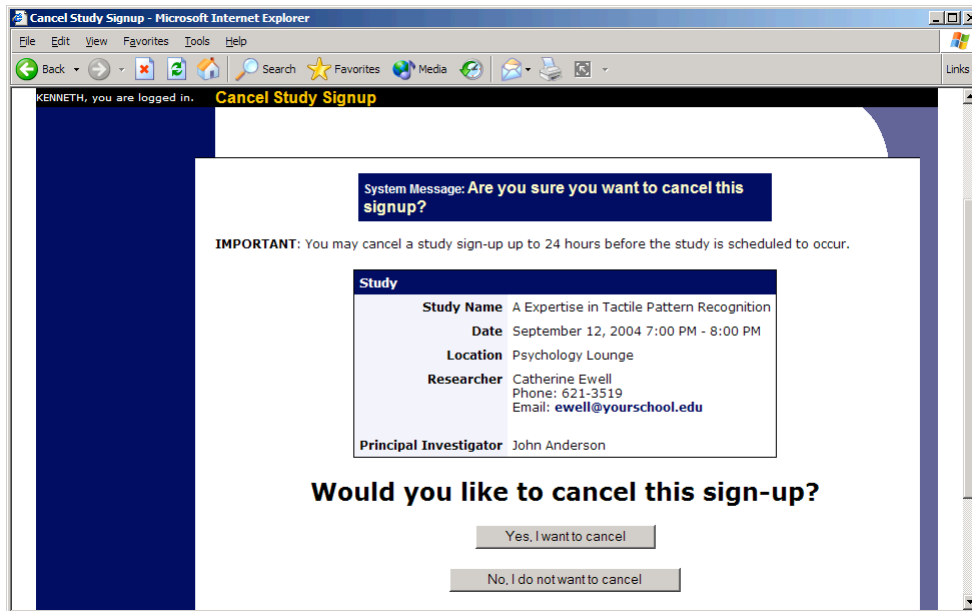 Cancel Study Signup - Microsoft Internet Explorer
File Edit View Favorites Tools Help
Back Search Favorites Media Links
KENNETH, you are logged in. Cancel Study Signup
System Message: Are you sure you want to cancel this
signup?
IMPORTANT: You may cancel a study sign-up up to 24 hours before the study is scheduled to occur.
Study
Study Name A Expertise in Tactile Pattern Recognition
Date September 12, 2004 7:00 PM - 8:00 PM
Location Psychology Lounge
Researcher Catherine Ewell
Phone: 621-3519
Email: ewell@yourschool.edu
Principal Investigator John Anderson
Would you like to cancel this sign-up?
Yes, I want to cancel
No, I do not want to cancel